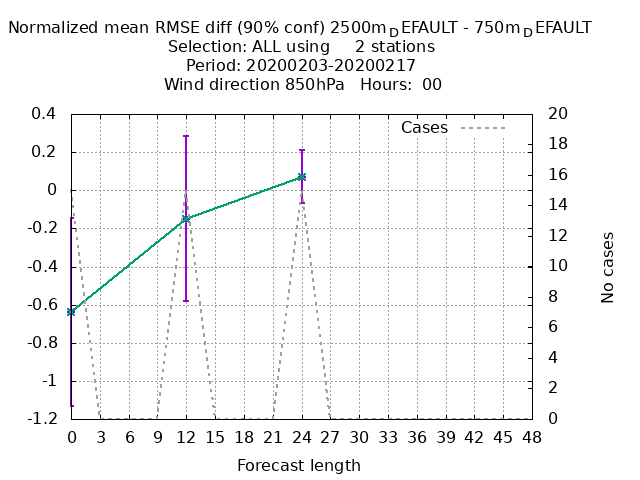 Normalized mean RMSE diff (90% conf) 2500mDEFAULT - 750mDEFAULT
Selection: ALL using 2 stations
Period: 20200203-20200217
Wind direction 850hPa Hours: 00
0.4
0.2
0
-0.2
-0.4
-0.6
-0.8
-1
-1.2
Cases
20
18
16
14
12
10
8
6
4
2
0
No cases
0 3 6 9 12 15 18 21 24 27 30 33 36 39 42 45 48
Forecast length